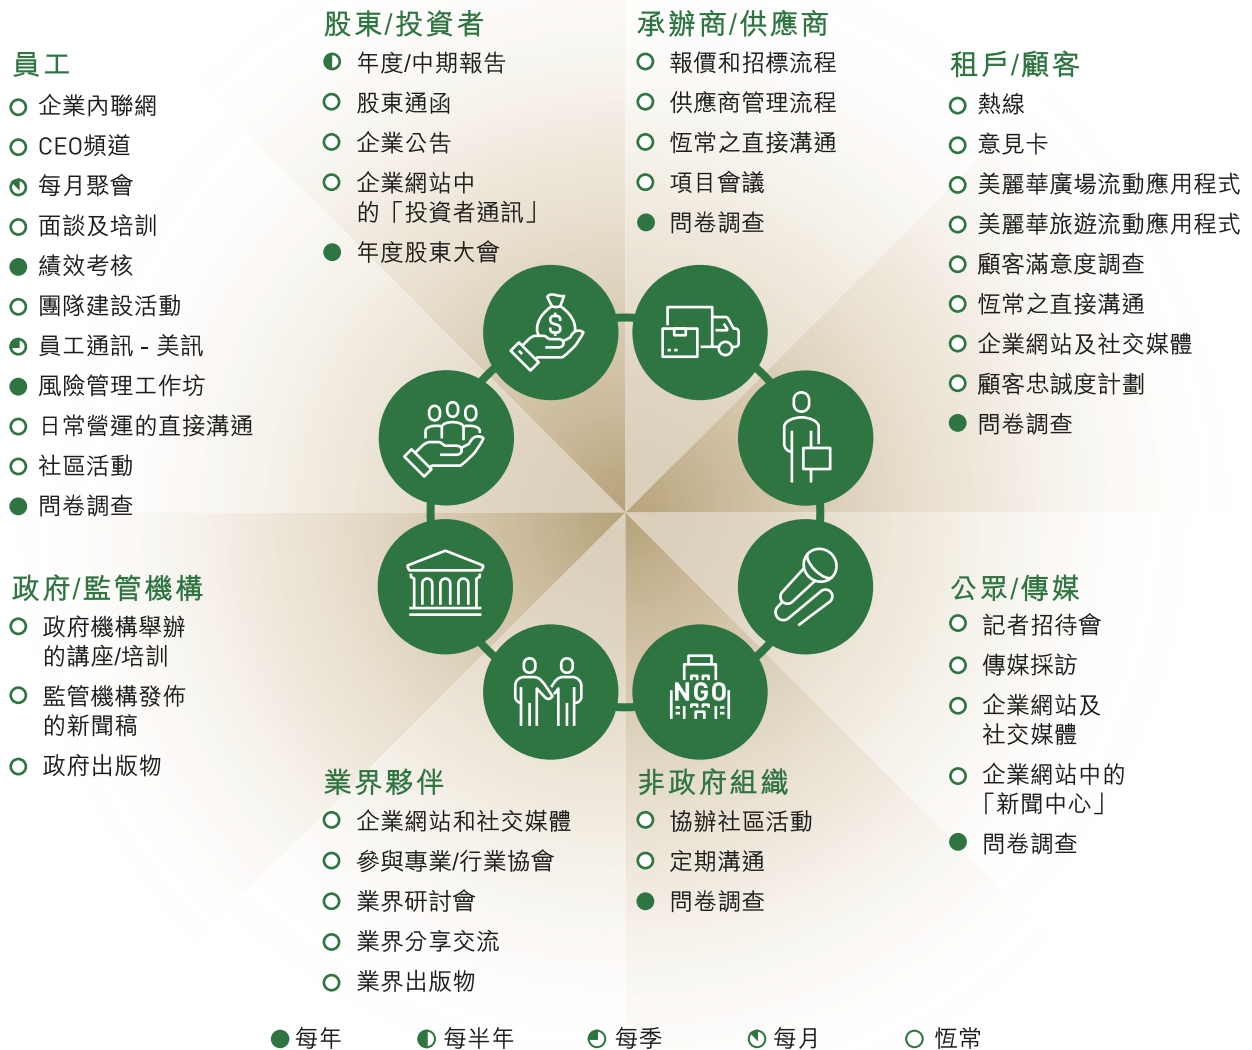 員工
企業內聯網
CEO頻道
每月聚會
面談及培訓
績效考核
團隊建設活動
員工通訊 - 美訊
風險管理工作坊
日常營運的直接溝通
社區活動
問卷調查
股東/投資者
年度/中期報告
股東通函
企業公告
企業網站中
的「投資者通訊」
年度股東大會
承辦商/供應商
報價和招標流程
供應商管理流程
恆常之直接溝通
項目會議
問卷調查
租戶/顧客
熱線
意見卡
美麗華廣場流動應用程式
美麗華旅遊流動應用程式
顧客滿意度調查
恆常之直接溝通
企業網站及社交媒體
顧客忠誠度計劃
問卷調查
$
NGO
政府/監管機構
政府機構舉辦
的講座/培訓
監管機構發佈
的新聞稿
政府出版物
業界夥伴
企業網站和社交媒體
參與專業/行業協會
業界研討會
業界分享交流
業界出版物
非政府組織
協辦社區活動
定期溝通
問卷調查
公眾/傳媒
記者招待會
傳媒採訪
企業網站及
社交媒體
企業網站中的
「新聞中心」
問卷調查
每年
每半年
每季
每月
恆常